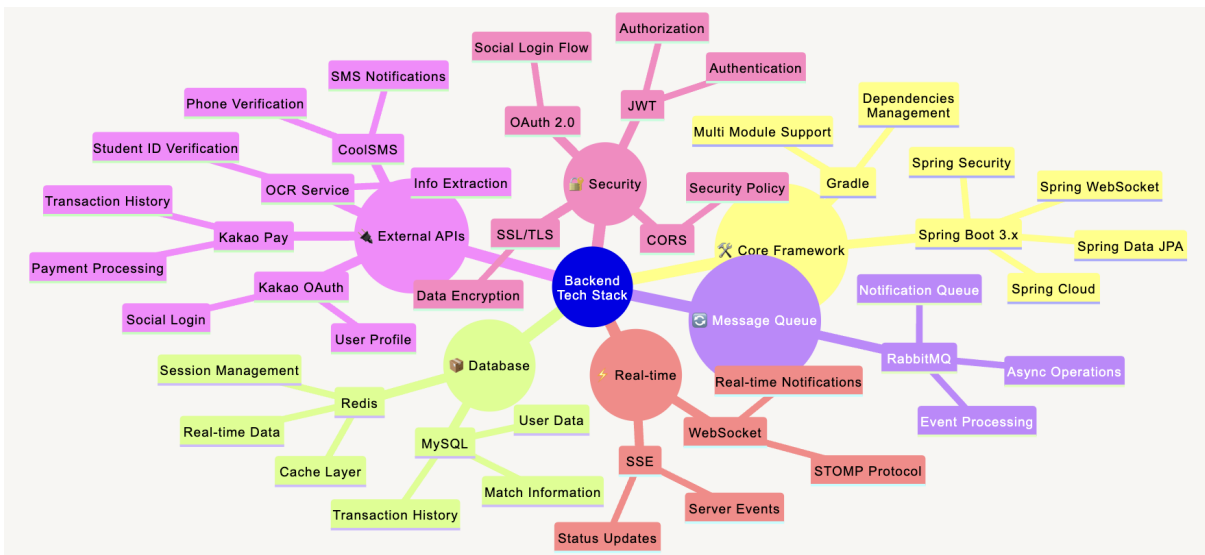 Backend
Tech Stack
🔐 Security
OAuth 2.0
Social Login Flow
JWT
Authorization
Authentication
SSL/TLS
Data Encryption
CORS
Security Policy
🛠️ Core Framework
Gradle
Multi Module Support
Dependencies
Management
Spring Boot 3.x
Spring Security
Spring WebSocket
Spring Data JPA
Spring Cloud
🔄 Message Queue
RabbitMQ
Notification Queue
Async Operations
Event Processing
⚡ Real-time
WebSocket
Real-time Notifications
STOMP Protocol
SSE
Server Events
Status Updates
📦 Database
MySQL
User Data
Match Information
Transaction History
Redis
Session Management
Real-time Data
Cache Layer
🔌 External APIs
CoolSMS
SMS Notifications
Phone Verification
OCR Service
Student ID Verification
Info Extraction
Kakao Pay
Transaction History
Payment Processing
Kakao OAuth
Social Login
User Profile